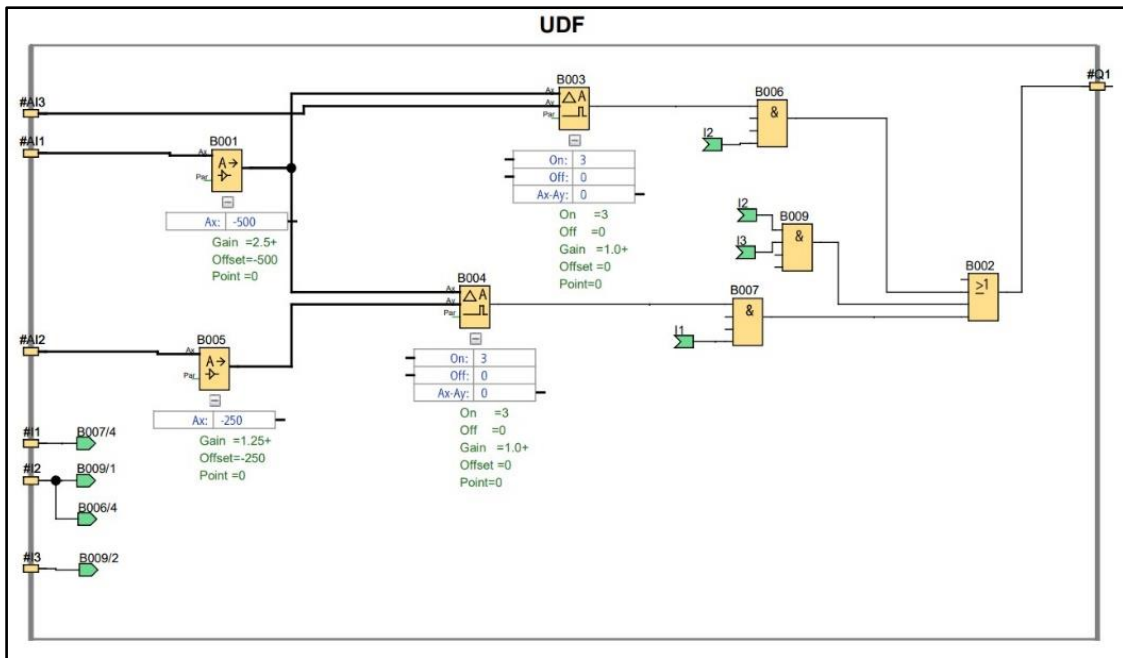 UDF
B003
#Q1
Ax
Δ A
#AI3
Ay
B006
Par
&
#AI1
B001
I2
Ax
A→
Par
On: 3
Off: 0
Ax-Ay: 0
Ax: -500
On =3
Off =0
Gain =1.0+
Offset =0
Point=0
Gain =2.5+
Offset=-500
Point =0
I2
B009
&
I3
B004
Ax
Δ A
Ay
Par
B002
≥1
B007
&
I1
#AI2
B005
Ax
A→
Par
On: 3
Off: 0
Ax-Ay: 0
Ax: -250
On =3
Off =0
Gain =1.0+
Offset =0
Point=0
Gain =1.25+
Offset=-250
Point =0
#I1
B007/4
#I2
B009/1
B006/4
#I3
B009/2